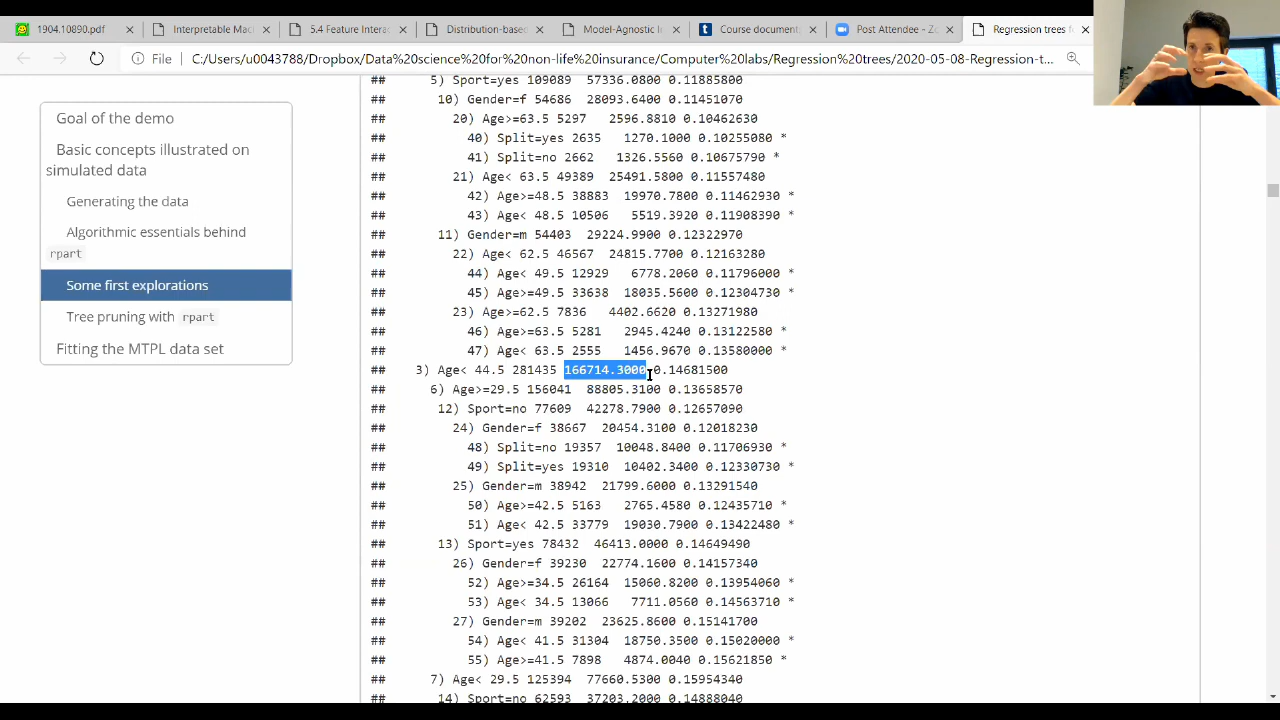 1904.10890.pdf
Interpretable Mac
5.4 Feature Interac
Distribution-based
Model-Agnostic In
Course document
Post Attendee - Zo
Regression trees for
File
C:/Users/u0043788/Dropbox/Data%20science%20for%20non-life%20insurance/Computer%20labs/Regression%20trees/2020-05-08-Regression-t...
Goal of the demo
Basic concepts illustrated on
simulated data
Generating the data
Algorithmic essentials behind
rpart
Some first explorations
Tree pruning with rpart
Fitting the MTPL data set
## 5) Sport=yes 109089 57336.0800 0.11885800
## 10) Gender=f 54686 28093.6400 0.11451070
## 20) Age>=63.5 5297 2596.8810 0.10462630
## 40) Split=yes 2635 1270.1000 0.10255080 *
## 41) Split=no 2662 1326.5560 0.10675790 *
## 21) Age< 63.5 49389 25491.5800 0.11557480
## 42) Age>=48.5 38883 19970.7800 0.11462930 *
## 43) Age< 48.5 10506 5519.3920 0.11908390 *
## 11) Gender=m 54403 29224.9900 0.12322970
## 22) Age< 62.5 46567 24815.7700 0.12163280
## 44) Age< 49.5 12929 6778.2060 0.11796000 *
## 45) Age>=49.5 33638 18035.5600 0.12304730 *
## 23) Age>=62.5 7836 4402.6620 0.13271980
## 46) Age>=63.5 5281 2945.4240 0.13122580 *
## 47) Age< 63.5 2555 1456.9670 0.13580000 *
## 3) Age< 44.5 281435 166714.3000 0.14681500
## 6) Age>=29.5 156041 88805.3100 0.13658570
## 12) Sport=no 77609 42278.7900 0.12657090
## 24) Gender=f 38667 20454.3100 0.12018230
## 48) Split=no 19357 10048.8400 0.11706930 *
## 49) Split=yes 19310 10402.3400 0.12330730 *
## 25) Gender=m 38942 21799.6000 0.13291540
## 50) Age>=42.5 5163 2765.4580 0.12435710 *
## 51) Age< 42.5 33779 19030.7900 0.13422480 *
## 13) Sport=yes 78432 46413.0000 0.14649490
## 26) Gender=f 39230 22774.1600 0.14157340
## 52) Age>=34.5 26164 15060.8200 0.13954060 *
## 53) Age< 34.5 13066 7711.0560 0.14563710 *
## 27) Gender=m 39202 23625.8600 0.15141700
## 54) Age< 41.5 31304 18750.3500 0.15020000 *
## 55) Age>=41.5 7898 4874.0040 0.15621850 *
## 7) Age< 29.5 125394 77660.5300 0.15954340
## 14) Sport=no 62593 37203.2000 0.14888040